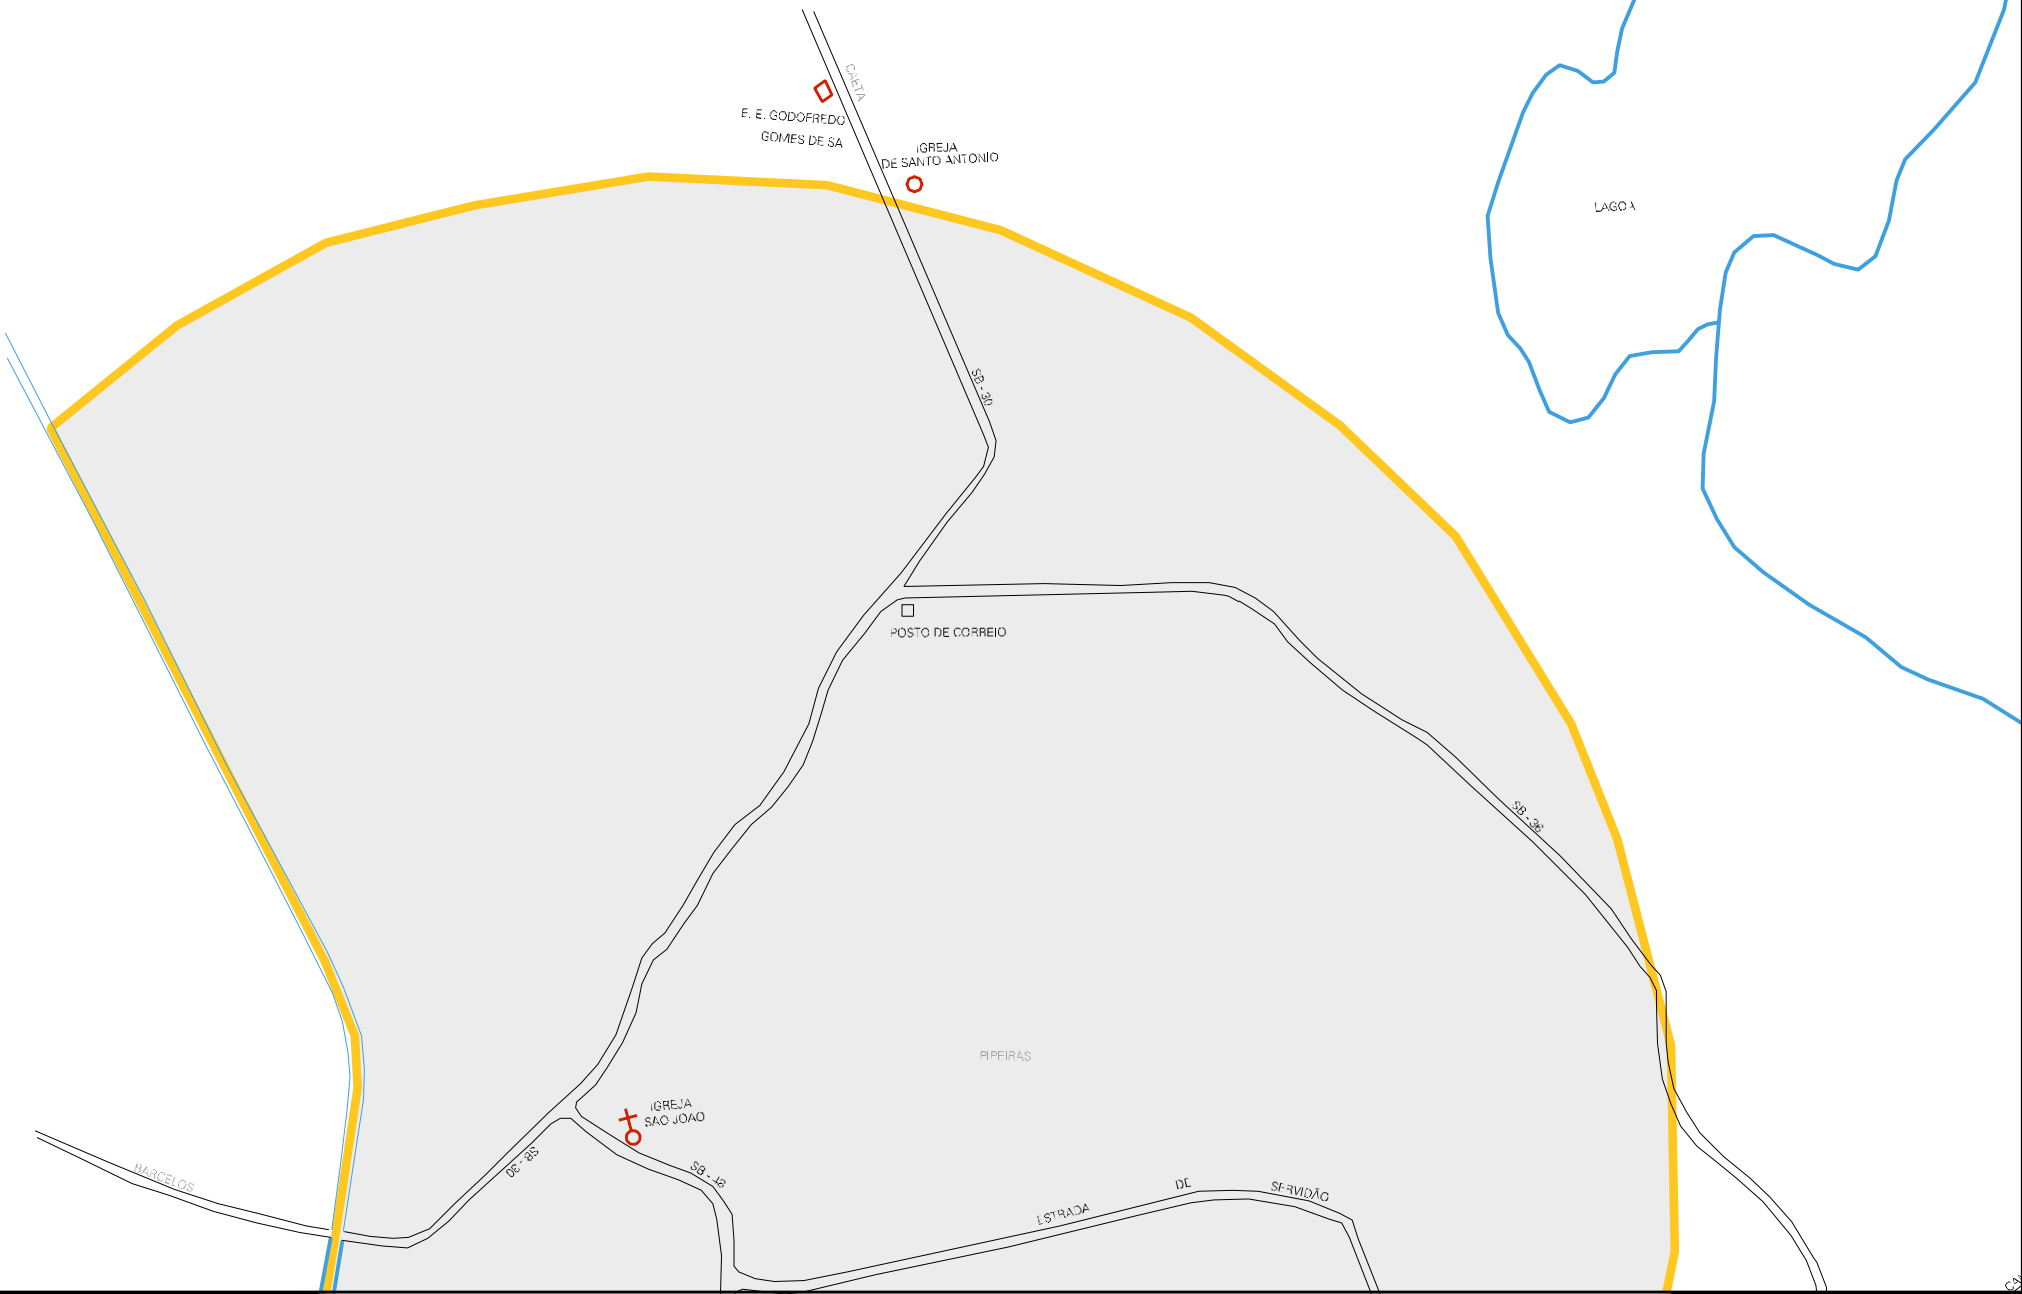 CAETA
E. E. GODOFREDO
GOMES DE SA
IGREJA
DE SANTO ANTONIO
LAGOA
SB - 30
POSTO DE CORREIO
SB - 36
PIPEIRAS
IGREJA
SAO JOAO
SB - 30
SB - 18
BARCELOS
ESTRADA DE SERVIDÃO